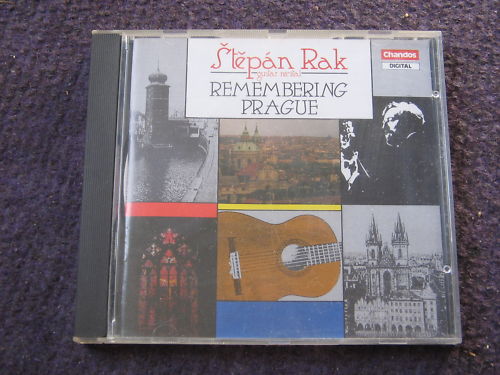 Štěpán Rak
guitar recital
REMEMBERING
PRAGUE
Chandos
DIGITAL